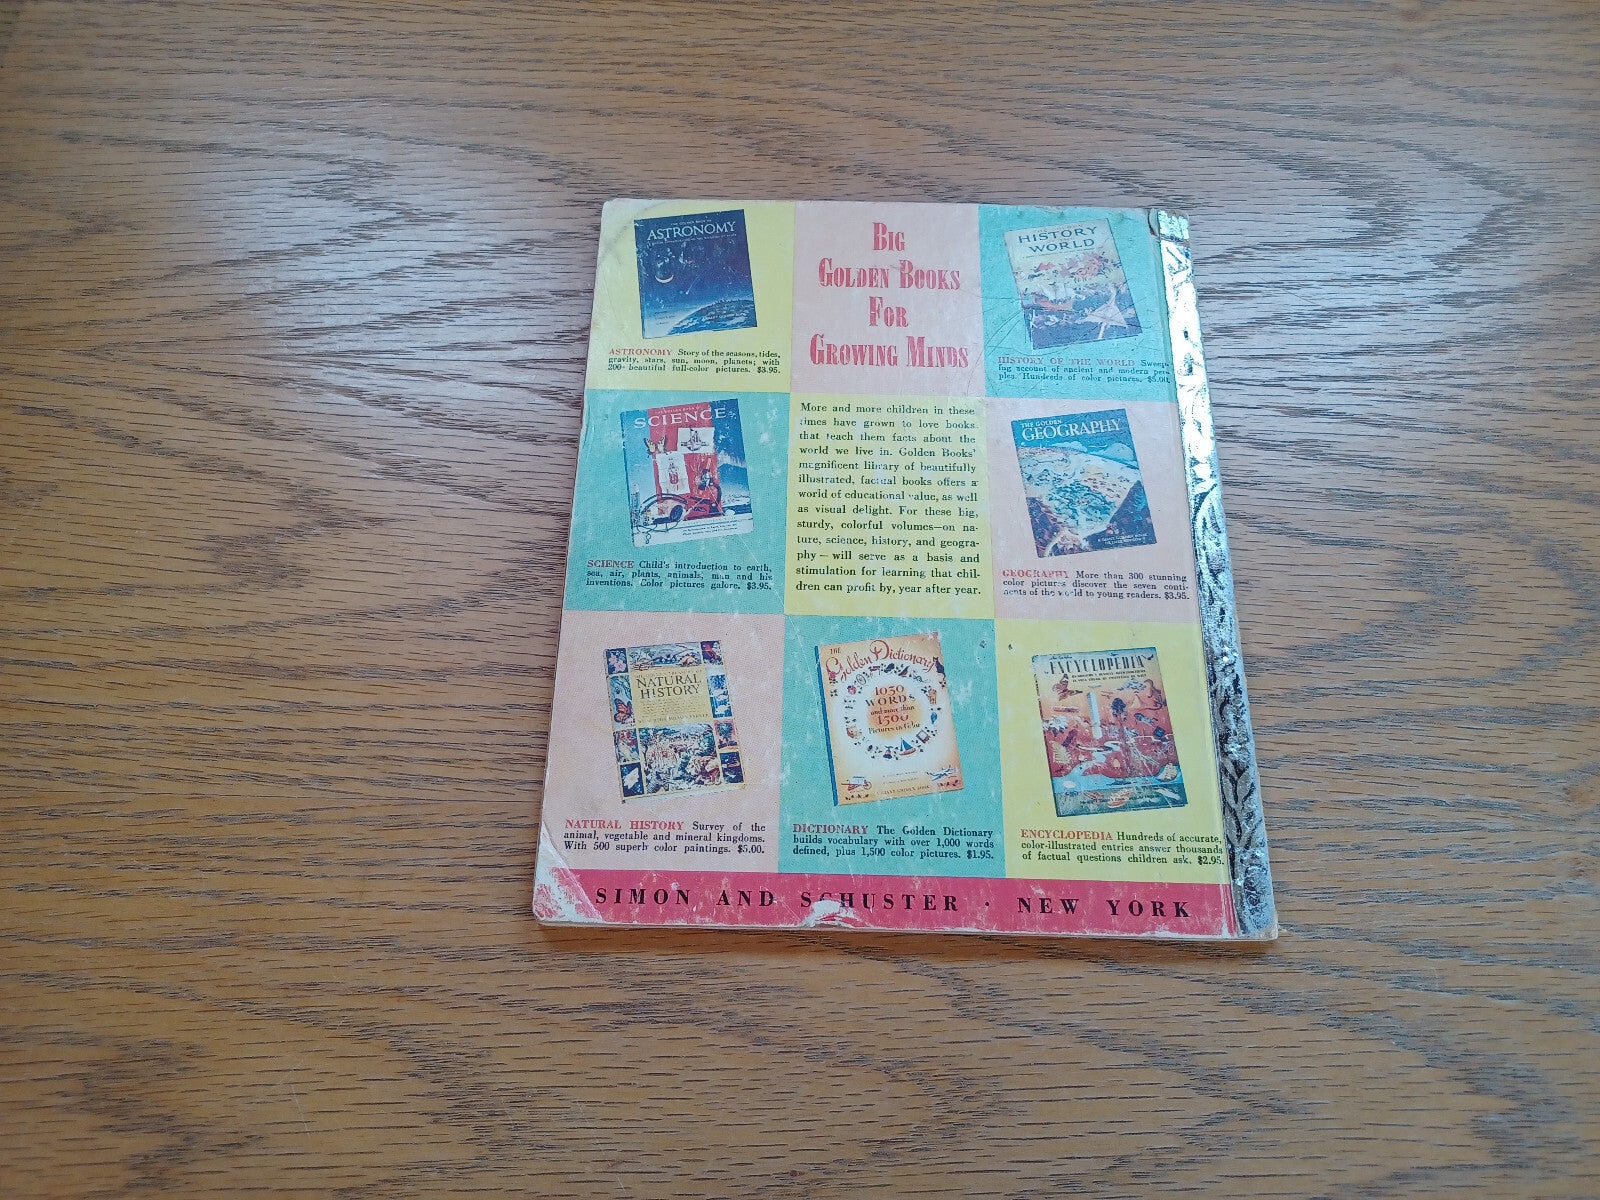 ASTRONOMY
ASTRONOMY Story of the seasons, tides,
gravity, stars, sun, moon, planets; with
200 beautiful full-color pictures. $3.95.
BIG
GOLDEN BOOKS
FOR
GROWING MINDS
HISTORY
WORLD
HISTORY OF THE WORLD Sweep-
ing account of ancient and modern peo-
ples. Hundreds of color pictures. $5.00.
SCIENCE
SCIENCE Child's introduction to earth,
sea, air, plants, animals, man and his
inventions. Color pictures galore. $3.95.
More and more children in these
times have grown to love books
that teach them facts about the
world we live in. Golden Books'
magnificent library of beautifully
illustrated, factual books offers a
world of educational value, as well
as visual delight. For these big,
sturdy, colorful volumes—on na-
ture, science, history, and geogra-
phy—will serve as a basis and
stimulation for learning that chil-
dren can profit by, year after year.
THE GOLDEN
GEOGRAPHY
GEOGRAPHY More than 300 stunning
color pictures discover the seven conti-
nents of the world to young readers. $3.95.
NATURAL
HISTORY
NATURAL HISTORY Survey of the
animal, vegetable and mineral kingdoms.
With 500 superb color paintings. $5.00.
THE
Golden Dictionary
1030
WORDS
and more than
1500
Pictures in Color
DICTIONARY The Golden Dictionary
builds vocabulary with over 1,000 words
defined, plus 1,500 color pictures. $1.95.
ENCYCLOPEDIA
ENCYCLOPEDIA Hundreds of accurate,
color-illustrated entries answer thousands
of factual questions children ask. $2.95.
SIMON AND SCHUSTER · NEW YORK